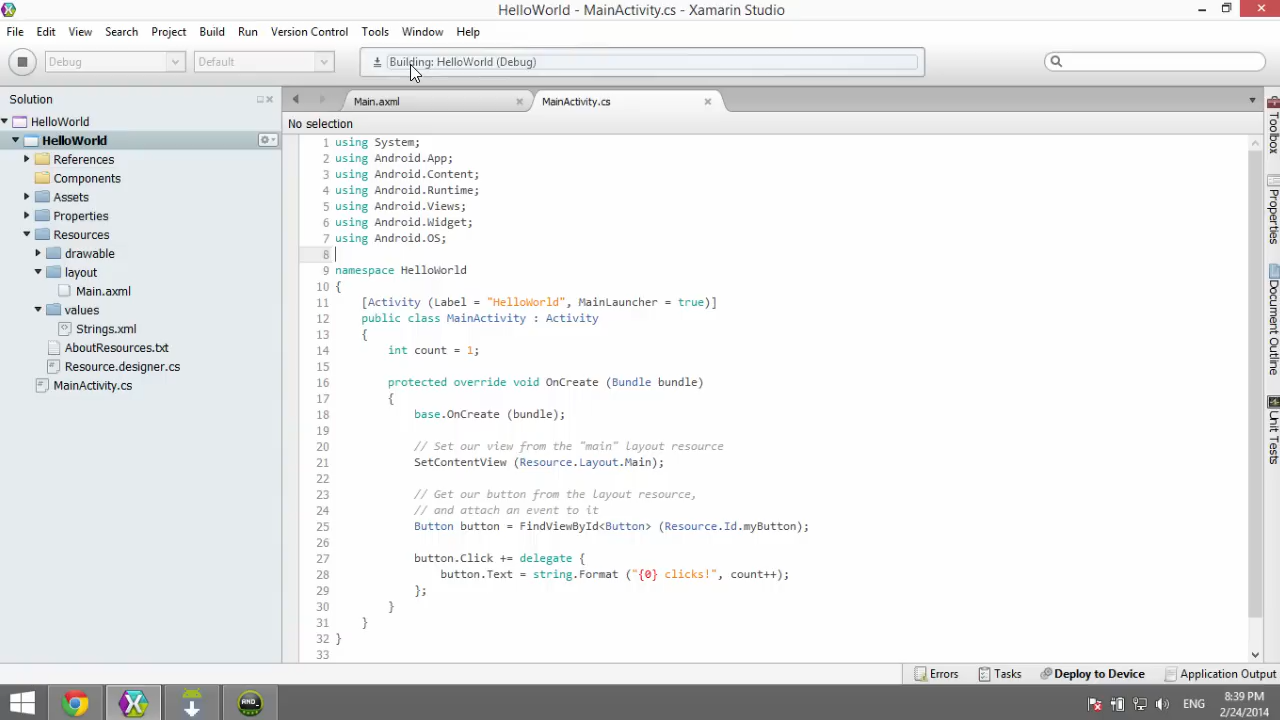 HelloWorld - MainActivity.cs - Xamarin Studio
File Edit View Search Project Build Run Version Control Tools Window Help
Debug Default Building: HelloWorld (Debug)
Solution
Main.axml MainActivity.cs
No selection
HelloWorld
HelloWorld
References
Components
Assets
Properties
Resources
drawable
layout
Main.axml
values
Strings.xml
AboutResources.txt
Resource.designer.cs
MainActivity.cs
1 using System;
2 using Android.App;
3 using Android.Content;
4 using Android.Runtime;
5 using Android.Views;
6 using Android.Widget;
7 using Android.OS;
8
9 namespace HelloWorld
10 {
11 [Activity (Label = "HelloWorld", MainLauncher = true)]
12 public class MainActivity : Activity
13 {
14 int count = 1;
15
16 protected override void OnCreate (Bundle bundle)
17 {
18 base.OnCreate (bundle);
19
20 // Set our view from the "main" layout resource
21 SetContentView (Resource.Layout.Main);
22
23 // Get our button from the layout resource,
24 // and attach an event to it
25 Button button = FindViewById<Button> (Resource.Id.myButton);
26
27 button.Click += delegate {
28 button.Text = string.Format ("{0} clicks!", count++);
29 };
30 }
31 }
32 }
33
Toolbox
Properties
Document Outline
Unit Tests
Errors Tasks Deploy to Device Application Output
AND_
ENG
8:39 PM
2/24/2014